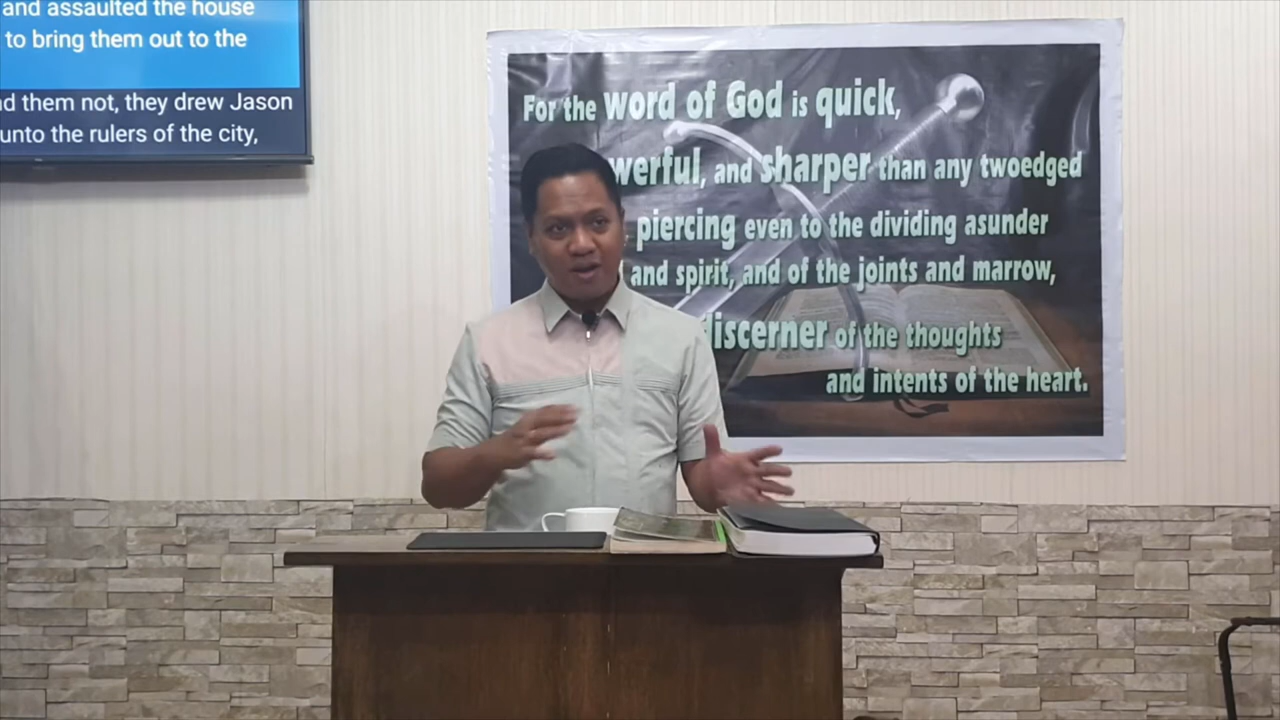 and assaulted the house
to bring them out to the
them not, they drew Jason
unto the rulers of the city,
For the word of God is quick,
and sharper than any twoedged
piercing even to the dividing asunder
and spirit, and of the joints and marrow,
of the thoughts
and intents of the heart.